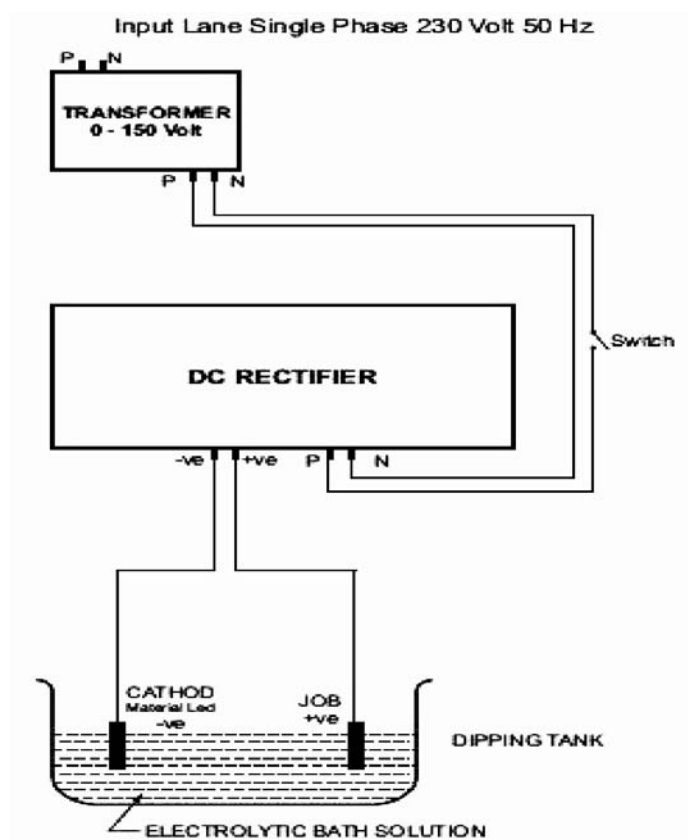 Input Lane Single Phase 230 Volt 50 Hz
P N
TRANSFORMER
0 - 150 Volt
P N
Switch
DC RECTIFIER
-ve +ve P N
CATHOD
Material Led
-ve
JOB
+ve
DIPPING TANK
ELECTROLYTIC BATH SOLUTION